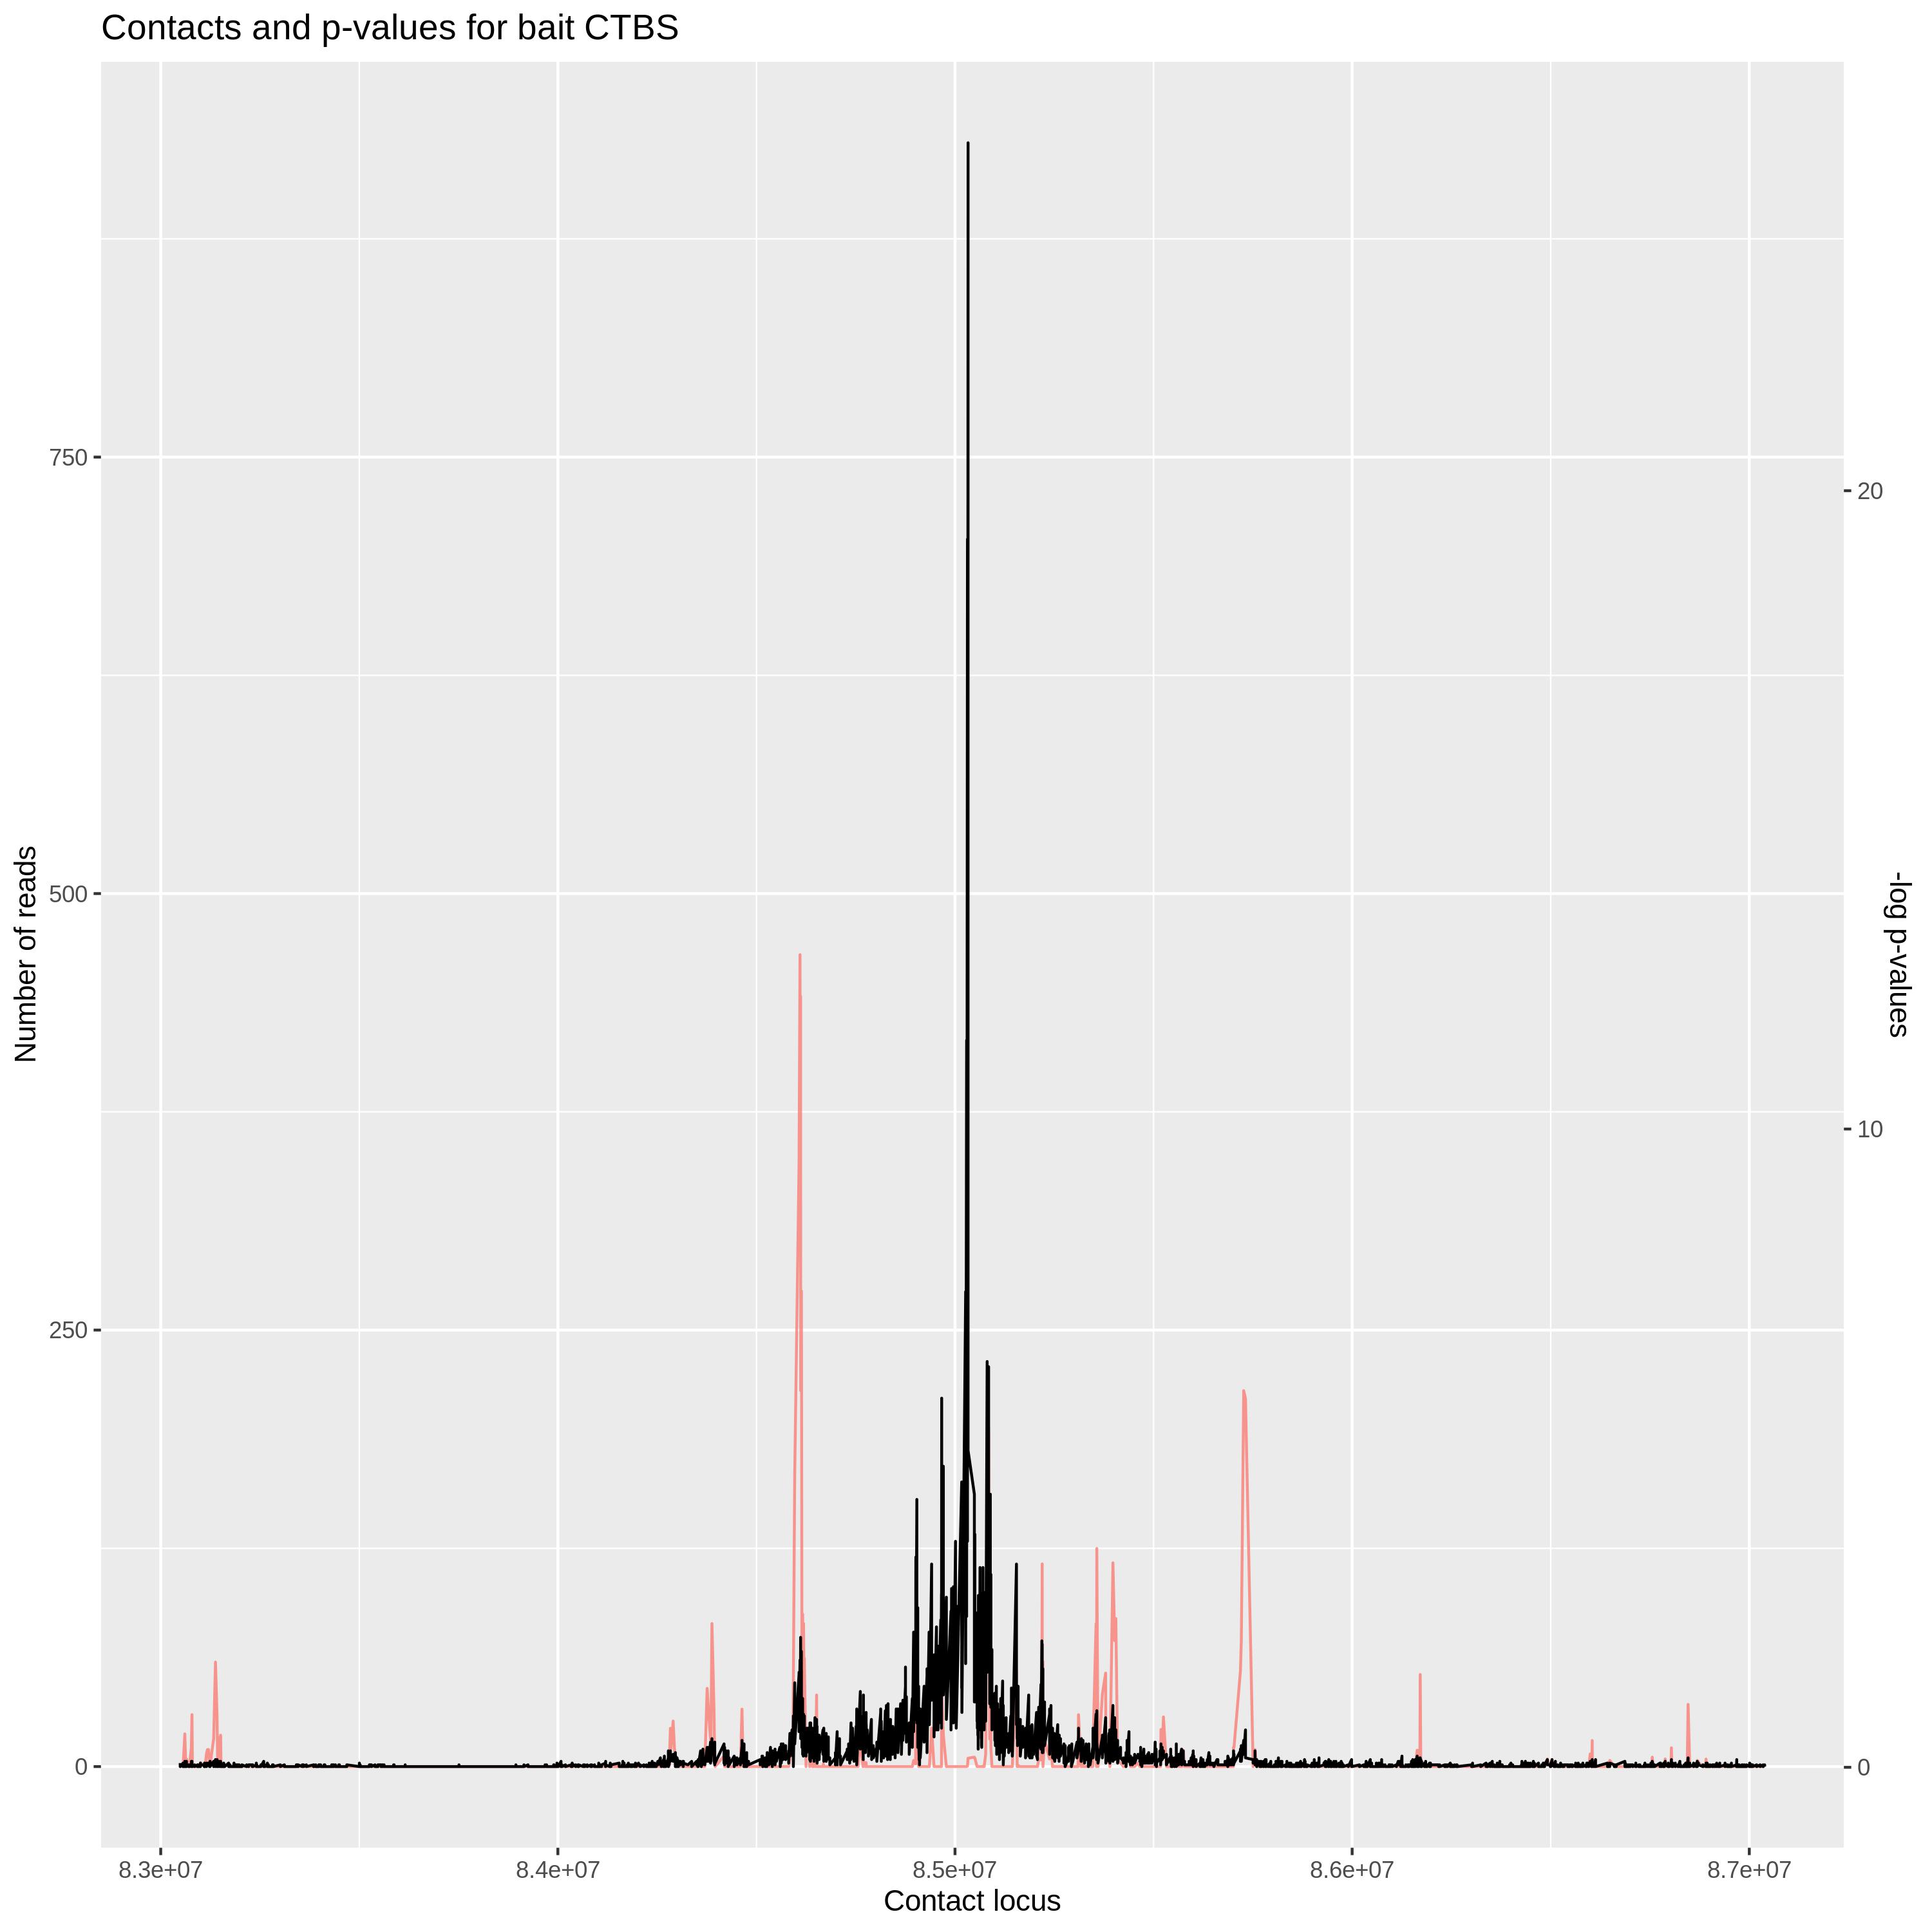 Contacts and p-values for bait CTBS
750
500
250
0
20
10
0
Number of reads
-log p-values
8.3e+07
8.4e+07
8.5e+07
8.6e+07
8.7e+07
Contact locus